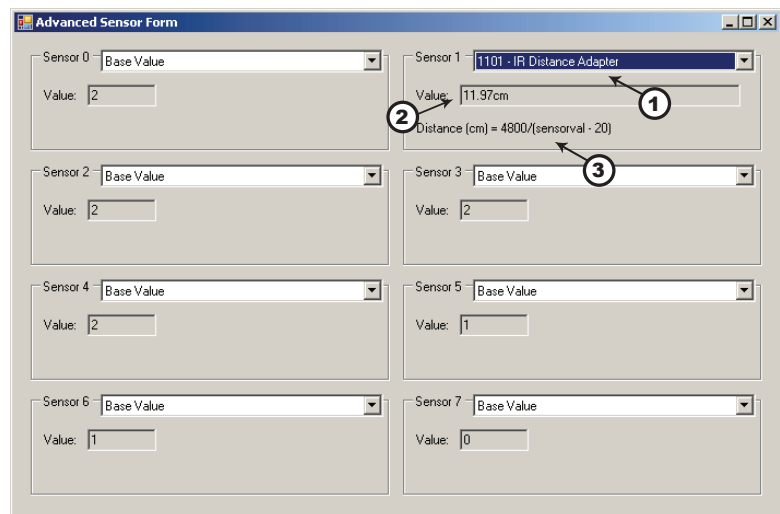 Advanced Sensor Form
Sensor 0 Base Value
Value: 2
Sensor 1 1101 - IR Distance Adapter
1
Value: 11.97cm
2
Distance (cm) = 4800/(sensorval - 20)
3
Sensor 2 Base Value
Value: 2
Sensor 3 Base Value
Value: 2
Sensor 4 Base Value
Value: 2
Sensor 5 Base Value
Value: 1
Sensor 6 Base Value
Value: 1
Sensor 7 Base Value
Value: 0